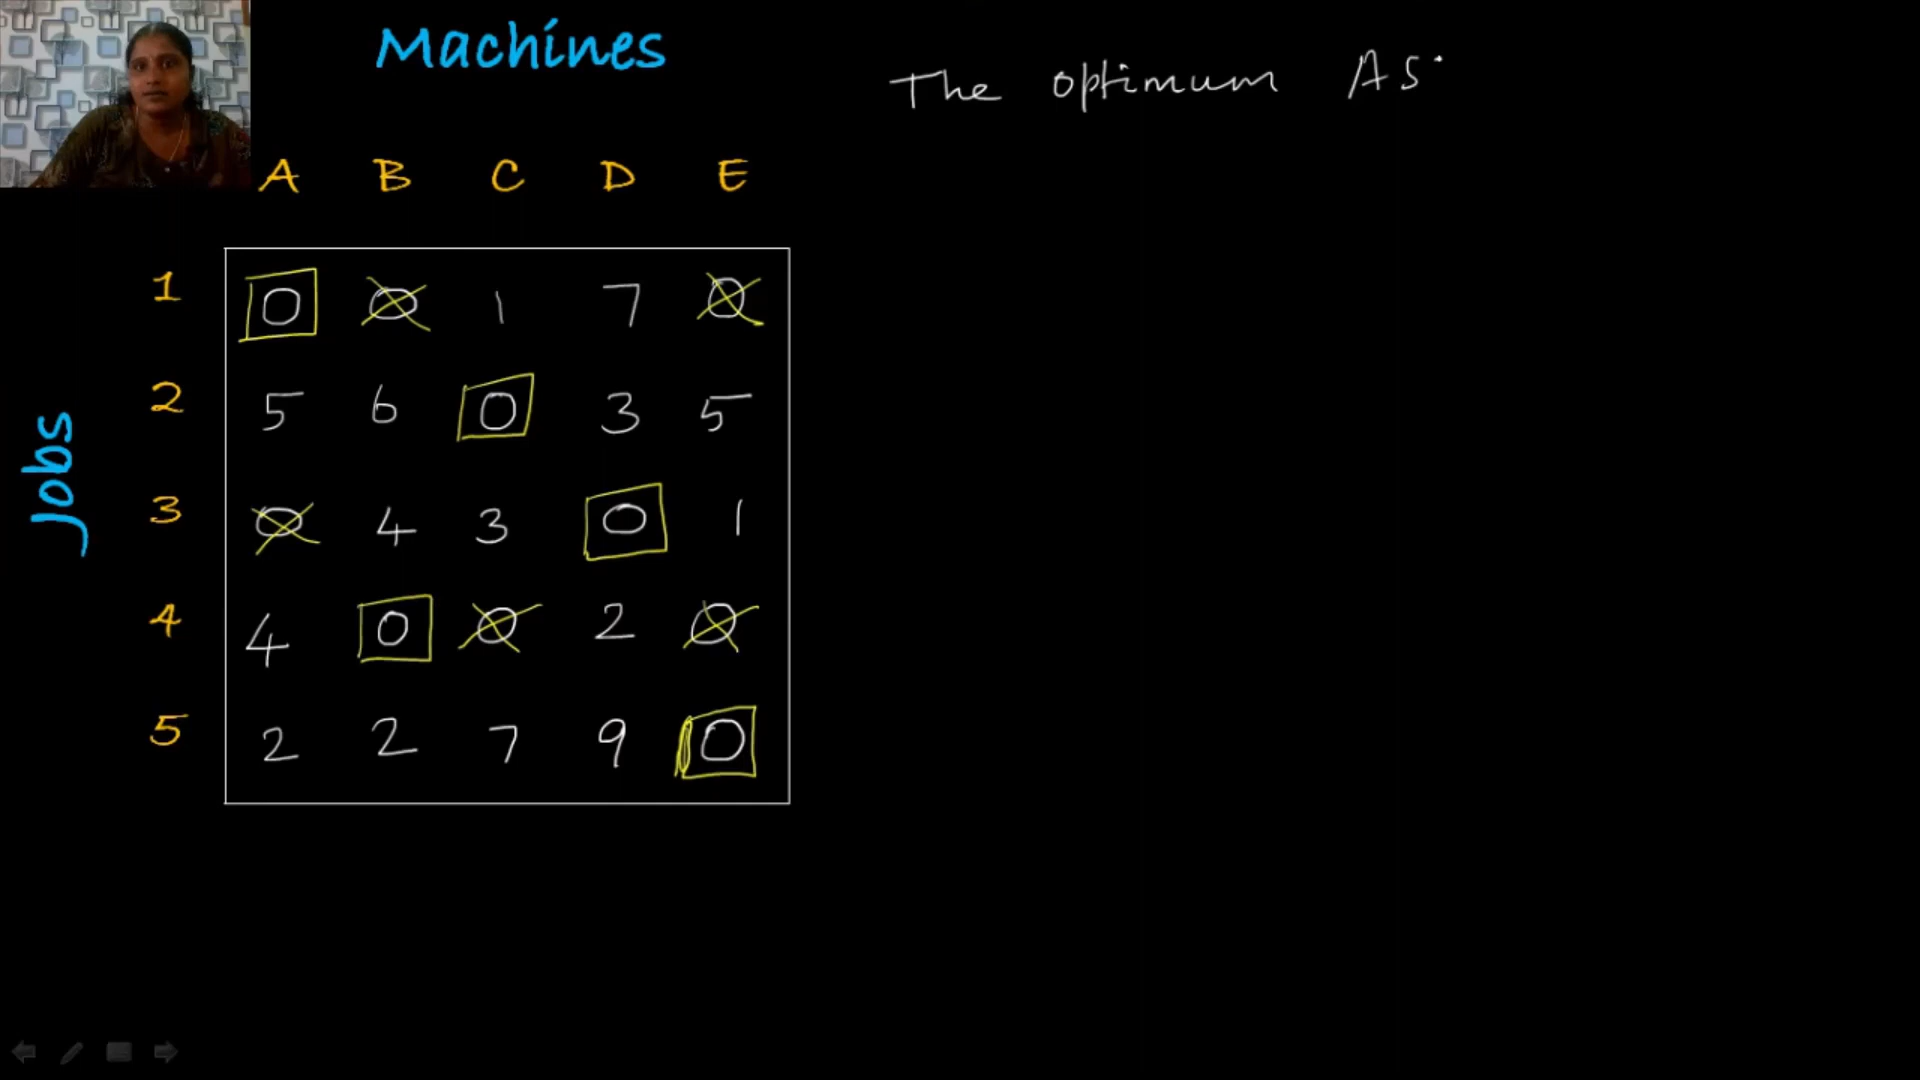 Machines
The optimum AS
A B C D E
Jobs
1 0 0 1 7 0
2 5 6 0 3 5
3 0 4 3 0 1
4 4 0 0 2 0
5 2 2 7 9 0